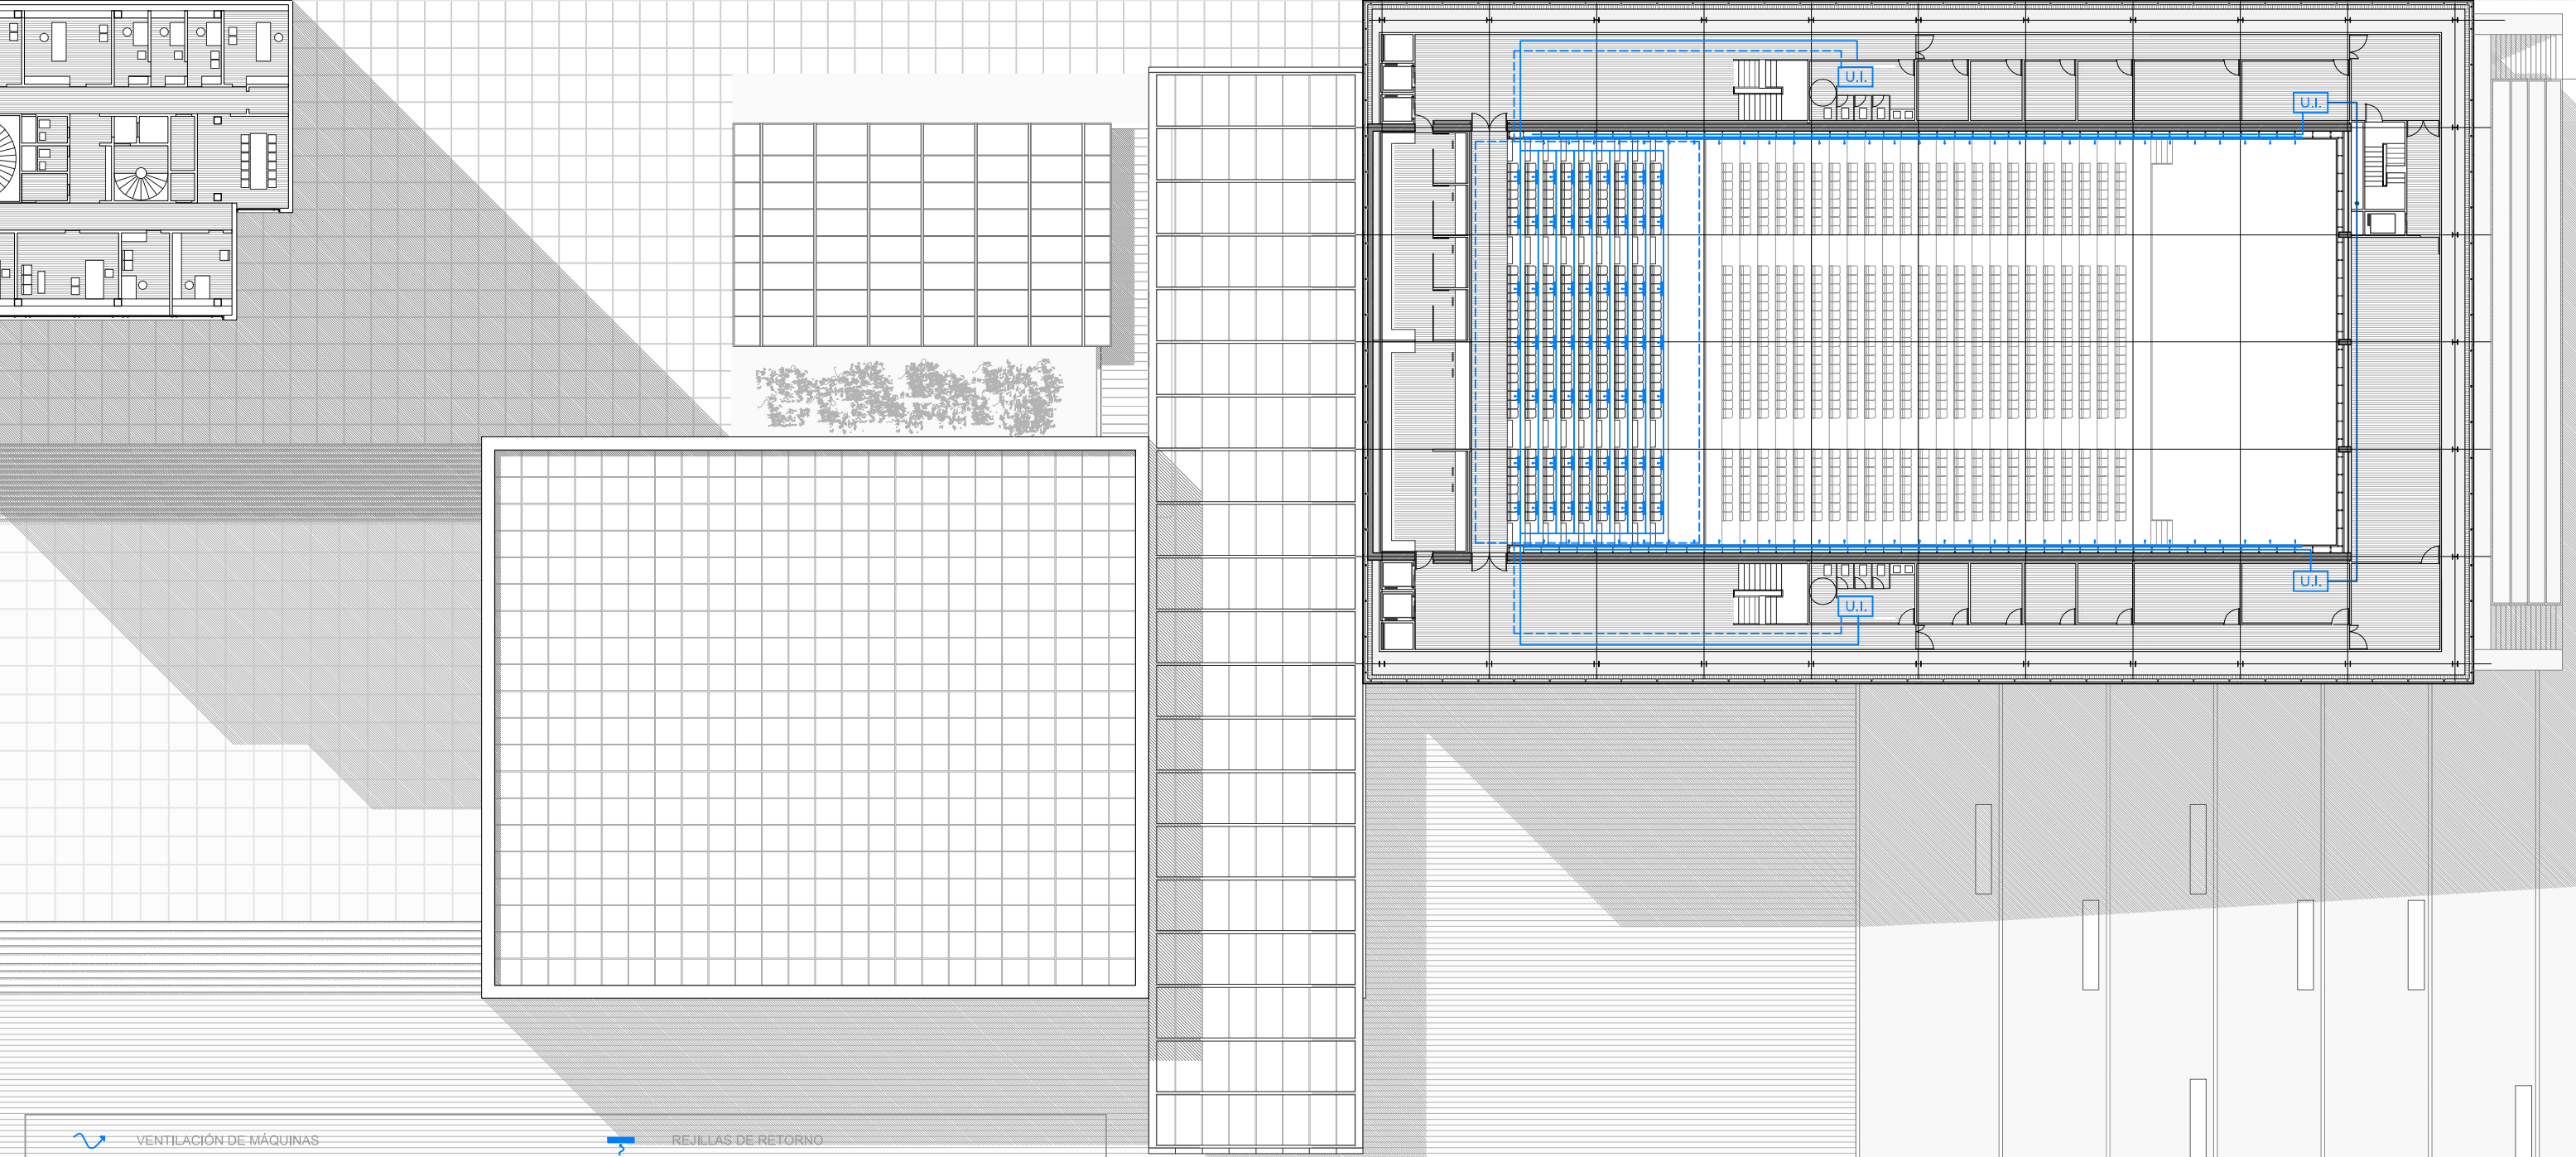 U.I.
U.I.
U.I.
U.I.
VENTILACIÓN DE MÁQUINAS
REJILLAS DE RETORNO